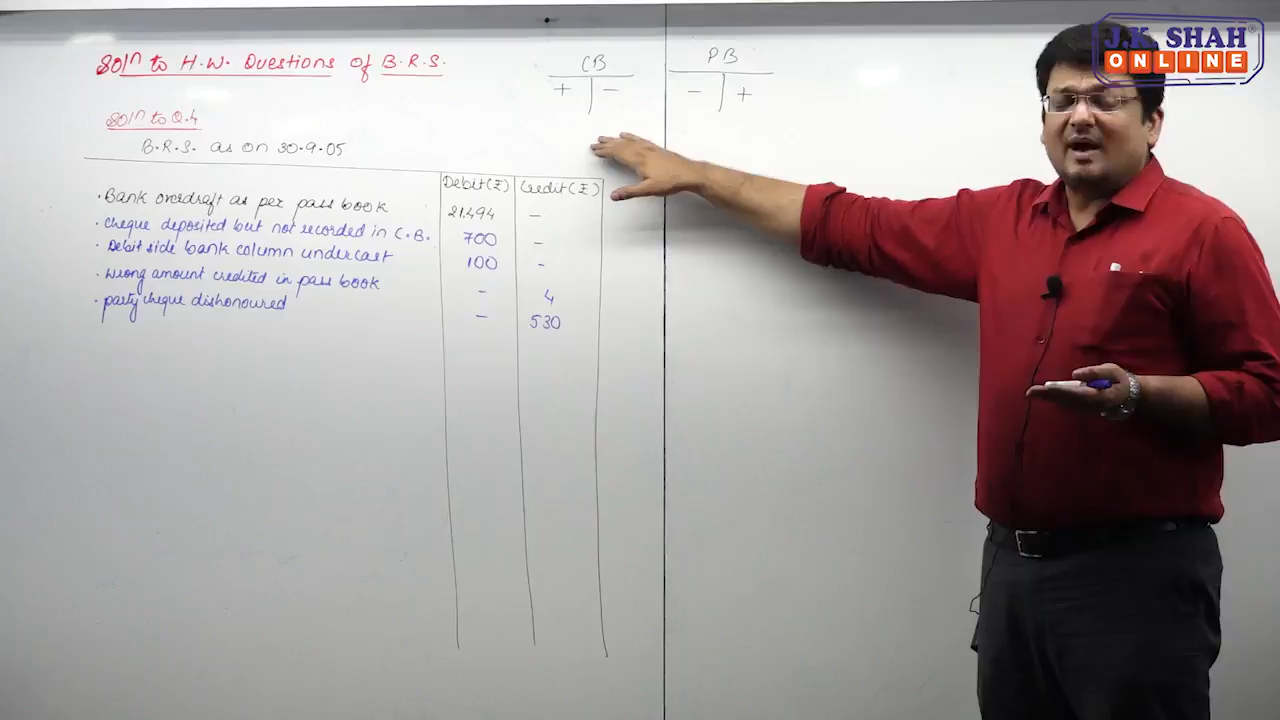 Sol^n to H.W. Questions of B.R.S.
Sol^n to Q.4
B.R.S. as on 30.9.05
Debit(₹) Credit(₹)
• Bank overdraft as per pass book 21,494 –
• Cheque deposited but not recorded in C.B. 700 –
• Debit side bank column undercast 100 –
• Wrong amount credited in pass book – 4
• party cheque dishonoured – 530
CB
+ –
PB
– +
J.K. SHAH®
ONLINE